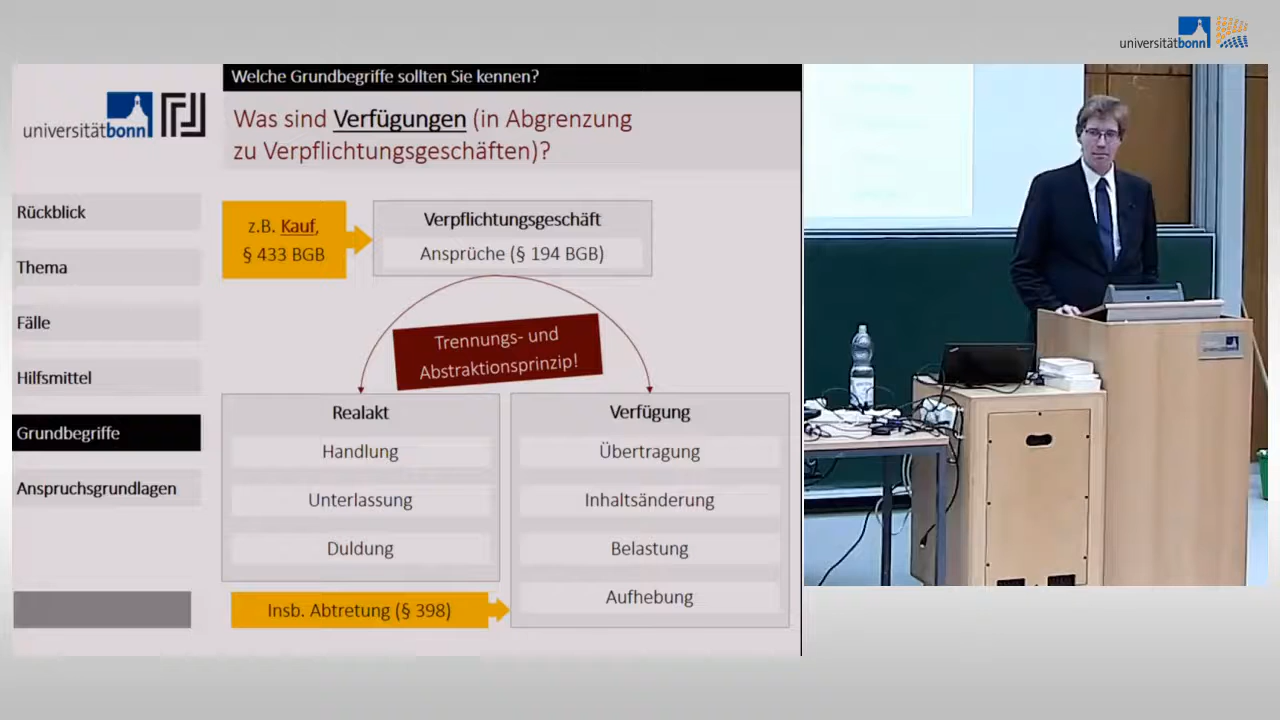 universitätbonn
Welche Grundbegriffe sollten Sie kennen?
universitätbonn
Was sind Verfügungen (in Abgrenzung
zu Verpflichtungsgeschäften)?
Rückblick
Thema
Fälle
Hilfsmittel
Grundbegriffe
Anspruchsgrundlagen
z.B. Kauf,
§ 433 BGB
Verpflichtungsgeschäft
Ansprüche (§ 194 BGB)
Trennungs- und
Abstraktionsprinzip!
Realakt
Handlung
Unterlassung
Duldung
Verfügung
Übertragung
Inhaltsänderung
Belastung
Aufhebung
Insb. Abtretung (§ 398)